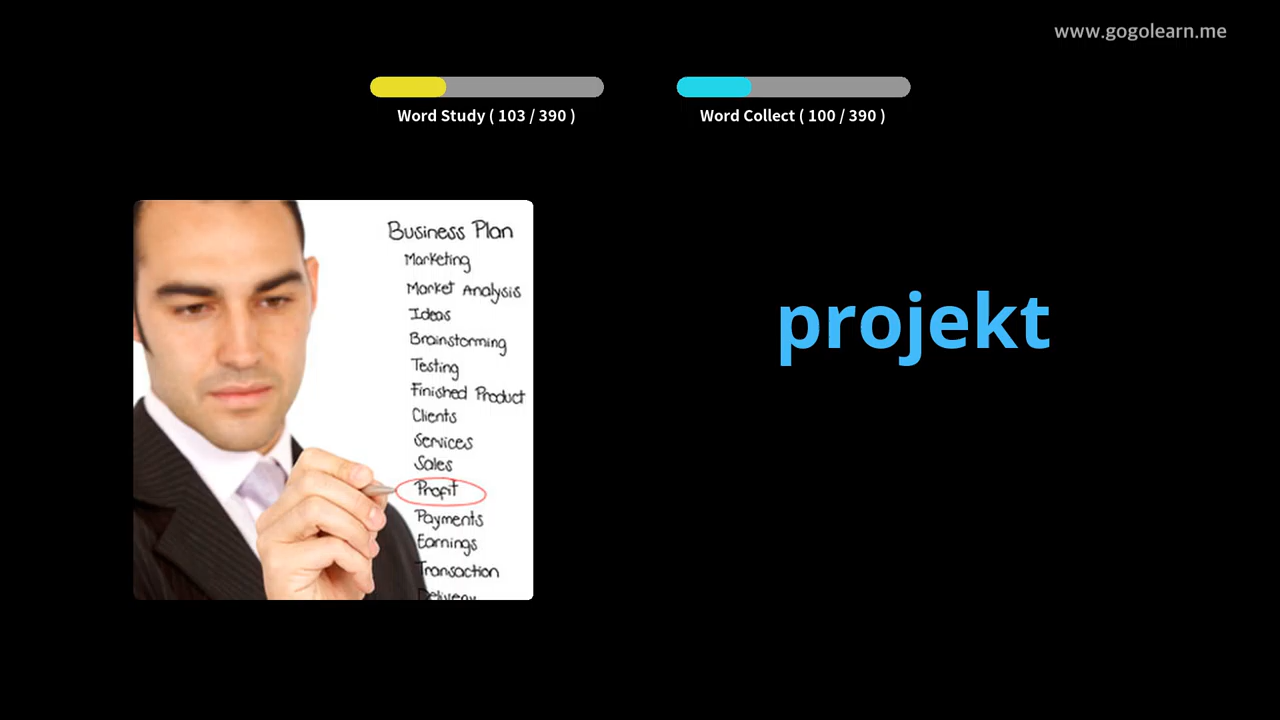 www.gogolearn.me
Word Study ( 103 / 390 )
Word Collect ( 100 / 390 )
Business Plan
Marketing
Market Analysis
Ideas
Brainstorming
Testing
Finished Product
Clients
Services
Sales
Profit
Payments
Earnings
Transaction
Delivery
projekt